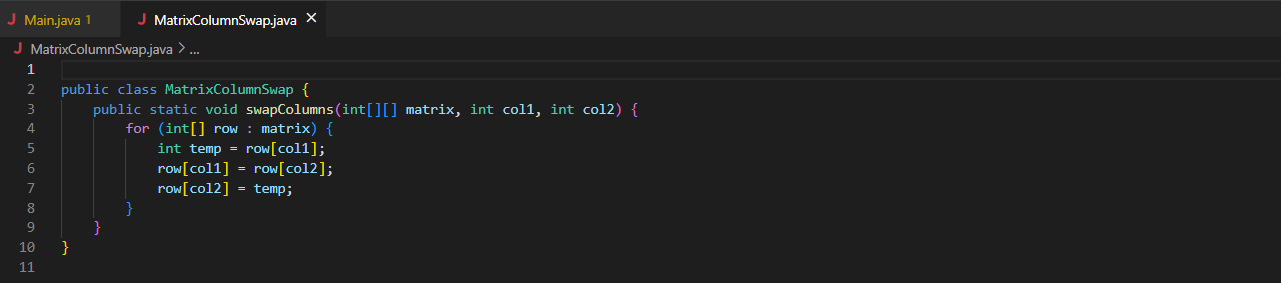 J Main.java 1 J MatrixColumnSwap.java ×
J MatrixColumnSwap.java > ...
1
2 public class MatrixColumnSwap {
3     public static void swapColumns(int[][] matrix, int col1, int col2) {
4         for (int[] row : matrix) {
5             int temp = row[col1];
6             row[col1] = row[col2];
7             row[col2] = temp;
8         }
9     }
10 }
11